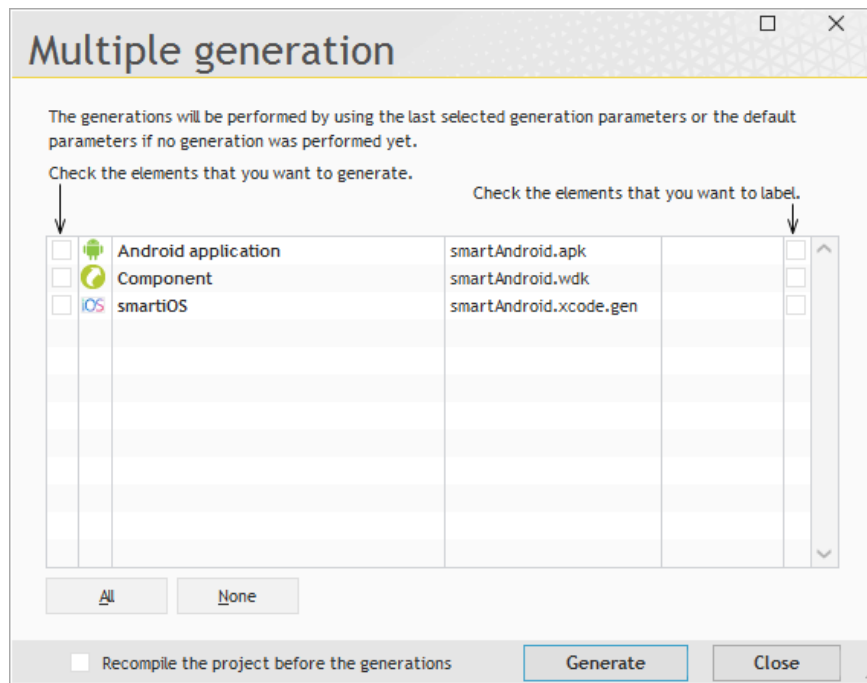 Multiple generation
The generations will be performed by using the last selected generation parameters or the default
parameters if no generation was performed yet.
Check the elements that you want to generate.
Check the elements that you want to label.
Android application smartAndroid.apk
Component smartAndroid.wdk
iOS smartiOS smartAndroid.xcode.gen
All None
Recompile the project before the generations Generate Close